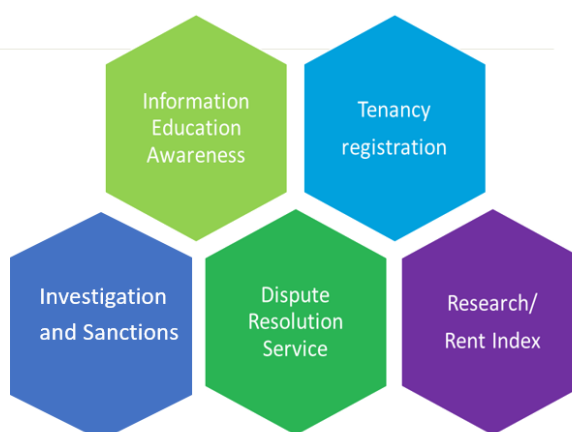 Information
Education
Awareness
Tenancy
registration
Investigation
and Sanctions
Dispute
Resolution
Service
Research/
Rent Index